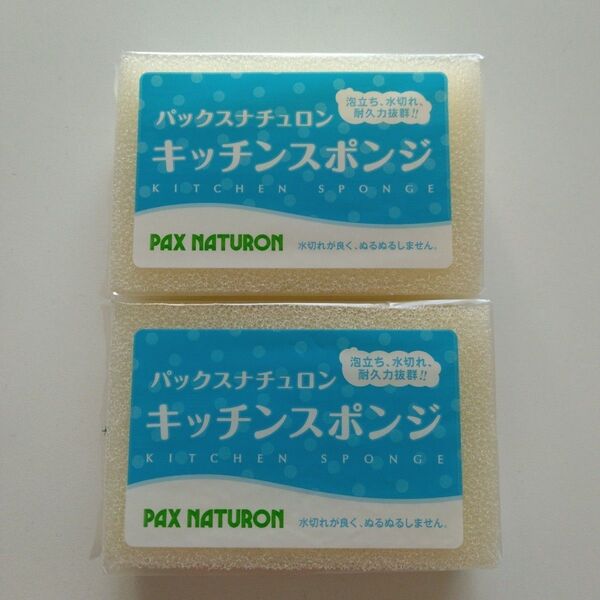 泡立ち、水切れ、
耐久力抜群!!
パックスナチュロン
キッチンスポンジ
KITCHEN SPONGE
PAX NATURON 水切れが良く、ぬるぬるしません。
泡立ち、水切れ、
耐久力抜群!!
パックスナチュロン
キッチンスポンジ
KITCHEN SPONGE
PAX NATURON 水切れが良く、ぬるぬるしません。